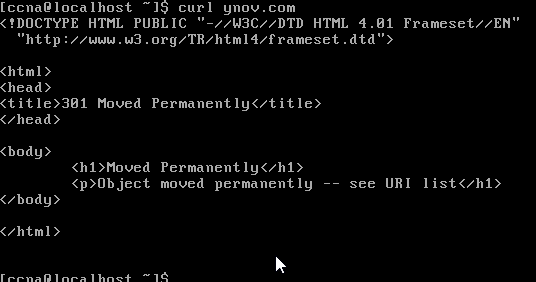 [ccna@localhost ~]$ curl ynov.com
<!DOCTYPE HTML PUBLIC "-//W3C//DTD HTML 4.01 Frameset//EN"
  "http://www.w3.org/TR/html4/frameset.dtd">
<html>
<head>
<title>301 Moved Permanently</title>
</head>
<body>
        <h1>Moved Permanently</h1>
        <p>Object moved permanently -- see URI list</h1>
</body>
</html>
[ccna@localhost ~]$